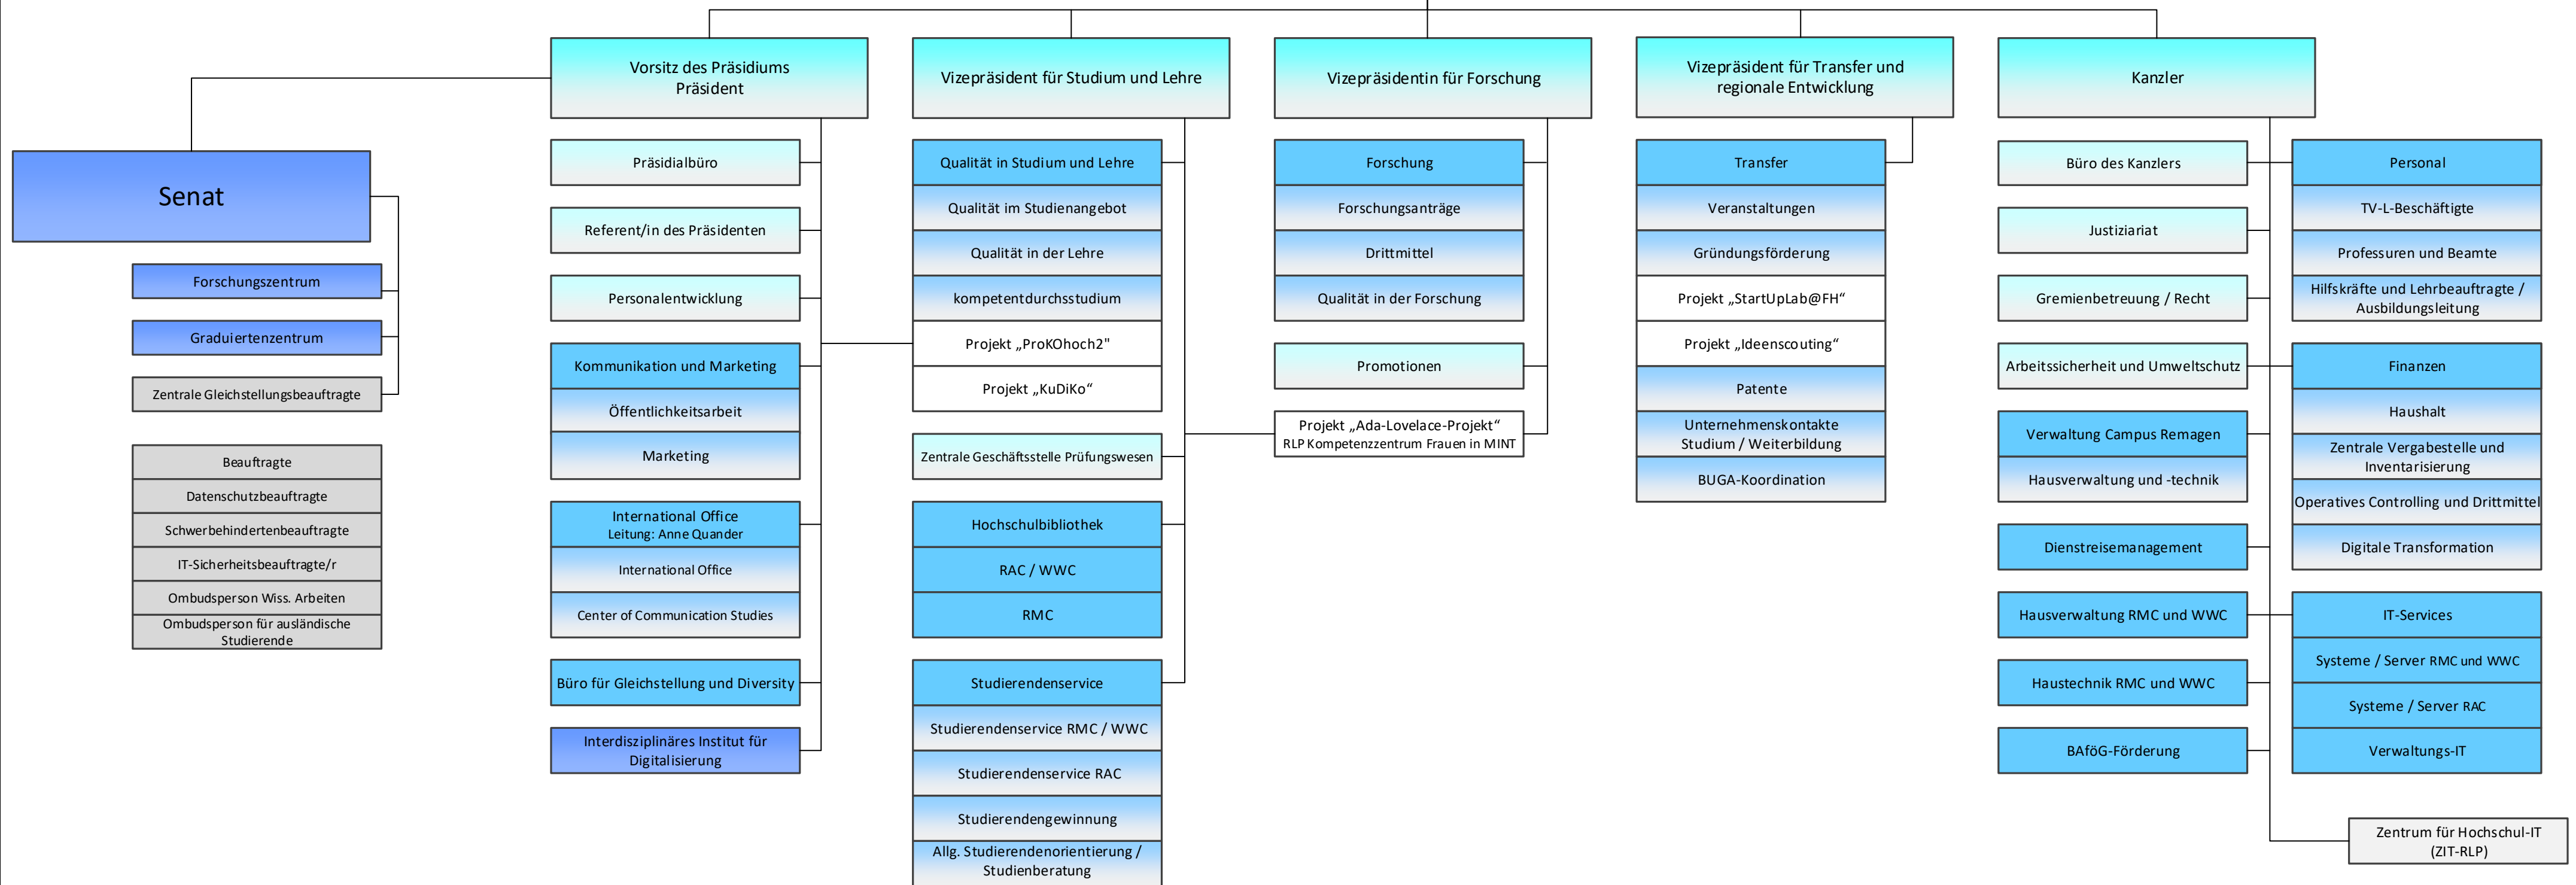 Vorsitz des Präsidiums
Präsident
Vizepräsident für Studium und Lehre
Vizepräsidentin für Forschung
Vizepräsident für Transfer und
regionale Entwicklung
Kanzler
Senat
Forschungszentrum
Graduiertenzentrum
Zentrale Gleichstellungsbeauftragte
Beauftragte
Datenschutzbeauftragte
Schwerbehindertenbeauftragte
IT-Sicherheitsbeauftragte/r
Ombudsperson Wiss. Arbeiten
Ombudsperson für ausländische
Studierende
Präsidialbüro
Referent/in des Präsidenten
Personalentwicklung
Kommunikation und Marketing
Öffentlichkeitsarbeit
Marketing
International Office
Leitung: Anne Quander
International Office
Center of Communication Studies
Büro für Gleichstellung und Diversity
Interdisziplinäres Institut für
Digitalisierung
Qualität in Studium und Lehre
Qualität im Studienangebot
Qualität in der Lehre
kompetentdurchsstudium
Projekt „ProKOhoch2"
Projekt „KuDiKo“
Zentrale Geschäftsstelle Prüfungswesen
Hochschulbibliothek
RAC / WWC
RMC
Studierendenservice
Studierendenservice RMC / WWC
Studierendenservice RAC
Studierendengewinnung
Allg. Studierendenorientierung /
Studienberatung
Forschung
Forschungsanträge
Drittmittel
Qualität in der Forschung
Promotionen
Projekt „Ada-Lovelace-Projekt“
RLP Kompetenzzentrum Frauen in MINT
Transfer
Veranstaltungen
Gründungsförderung
Projekt „StartUpLab@FH“
Projekt „Ideenscouting“
Patente
Unternehmenskontakte
Studium / Weiterbildung
BUGA-Koordination
Büro des Kanzlers
Justiziariat
Gremienbetreuung / Recht
Arbeitssicherheit und Umweltschutz
Verwaltung Campus Remagen
Hausverwaltung und -technik
Dienstreisemanagement
Hausverwaltung RMC und WWC
Haustechnik RMC und WWC
BAföG-Förderung
Personal
TV-L-Beschäftigte
Professuren und Beamte
Hilfskräfte und Lehrbeauftragte /
Ausbildungsleitung
Finanzen
Haushalt
Zentrale Vergabestelle und
Inventarisierung
Operatives Controlling und Drittmittel
Digitale Transformation
IT-Services
Systeme / Server RMC und WWC
Systeme / Server RAC
Verwaltungs-IT
Zentrum für Hochschul-IT
(ZIT-RLP)